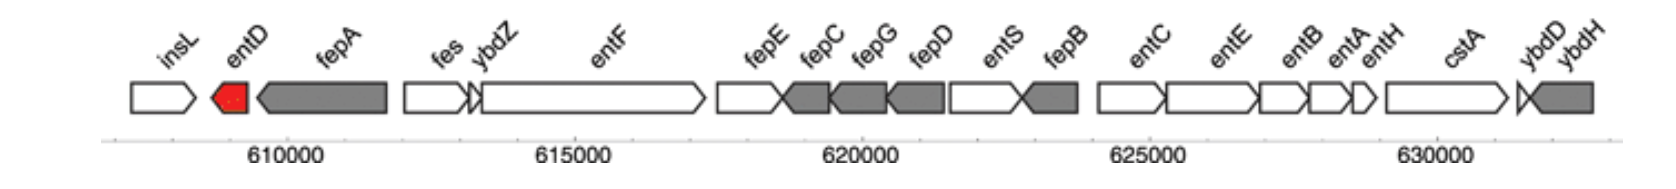 insL entD fepA fes ybdZ entF fepE fepC fepG fepD entS fepB entC entE entB entA entH cstA ybdD ybdH
610000 615000 620000 625000 630000